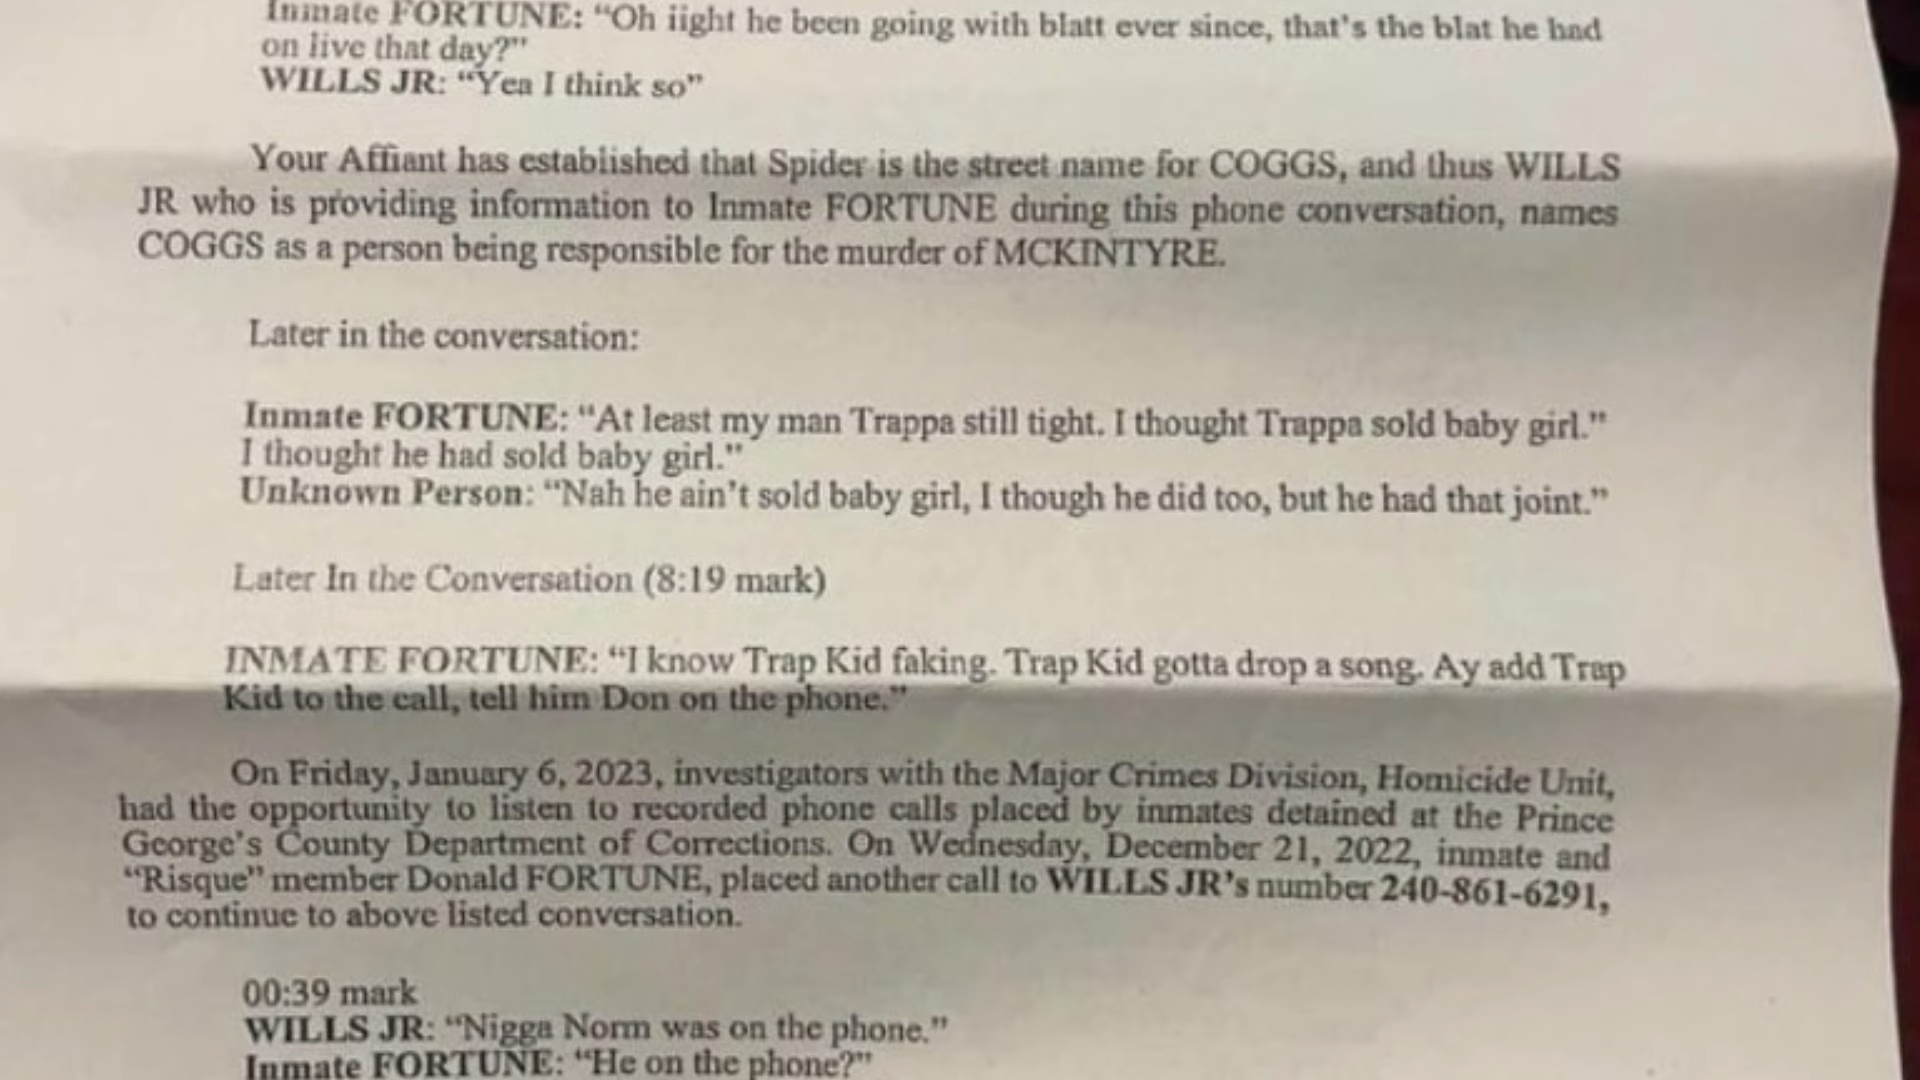 Inmate FORTUNE: “Oh iight he been going with blatt ever since, that’s the blat he had
on live that day?”
WILLS JR: “Yea I think so”
Your Affiant has established that Spider is the street name for COGGS, and thus WILLS
JR who is providing information to Inmate FORTUNE during this phone conversation, names
COGGS as a person being responsible for the murder of MCKINTYRE.
Later in the conversation:
Inmate FORTUNE: “At least my man Trappa still tight. I thought Trappa sold baby girl.”
I thought he had sold baby girl.”
Unknown Person: “Nah he ain’t sold baby girl, I though he did too, but he had that joint.”
Later In the Conversation (8:19 mark)
INMATE FORTUNE: “I know Trap Kid faking. Trap Kid gotta drop a song. Ay add Trap
Kid to the call, tell him Don on the phone.”
On Friday, January 6, 2023, investigators with the Major Crimes Division, Homicide Unit,
had the opportunity to listen to recorded phone calls placed by inmates detained at the Prince
George’s County Department of Corrections. On Wednesday, December 21, 2022, inmate and
“Risque” member Donald FORTUNE, placed another call to WILLS JR’s number 240-861-6291,
to continue to above listed conversation.
00:39 mark
WILLS JR: “Nigga Norm was on the phone.”
Inmate FORTUNE: “He on the phone?”